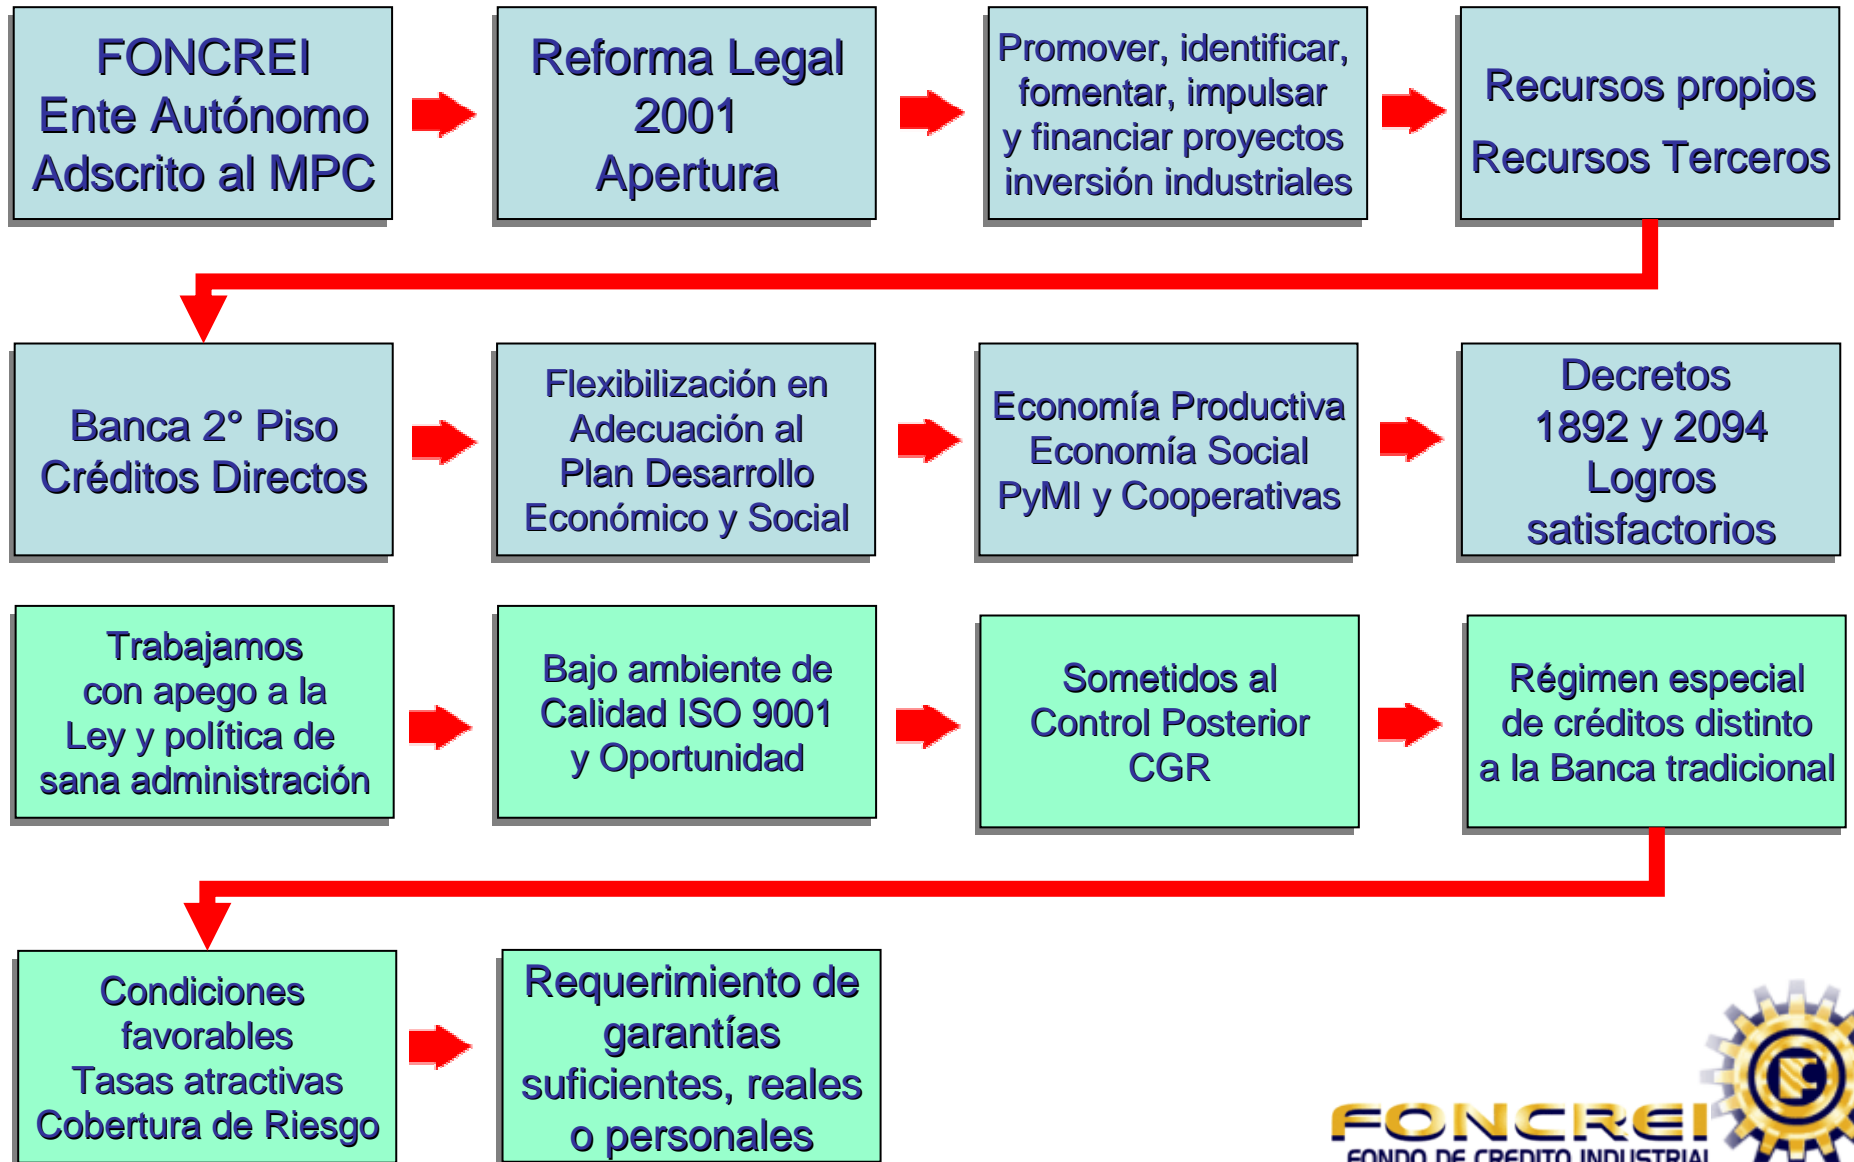 FONCREI
Ente Autónomo
Adscrito al MPC
Reforma Legal
2001
Apertura
Promover, identificar,
fomentar, impulsar
y financiar proyectos
inversión industriales
Recursos propios
Recursos Terceros
Banca 2° Piso
Créditos Directos
Flexibilización en
Adecuación al
Plan Desarrollo
Económico y Social
Economía Productiva
Economía Social
PyMI y Cooperativas
Decretos
1892 y 2094
Logros
satisfactorios
Trabajamos
con apego a la
Ley y política de
sana administración
Bajo ambiente de
Calidad ISO 9001
y Oportunidad
Sometidos al
Control Posterior
CGR
Régimen especial
de créditos distinto
a la Banca tradicional
Condiciones
favorables
Tasas atractivas
Cobertura de Riesgo
Requerimiento de
garantías
suficientes, reales
o personales
FONCREI
FONDO DE CREDITO INDUSTRIAL